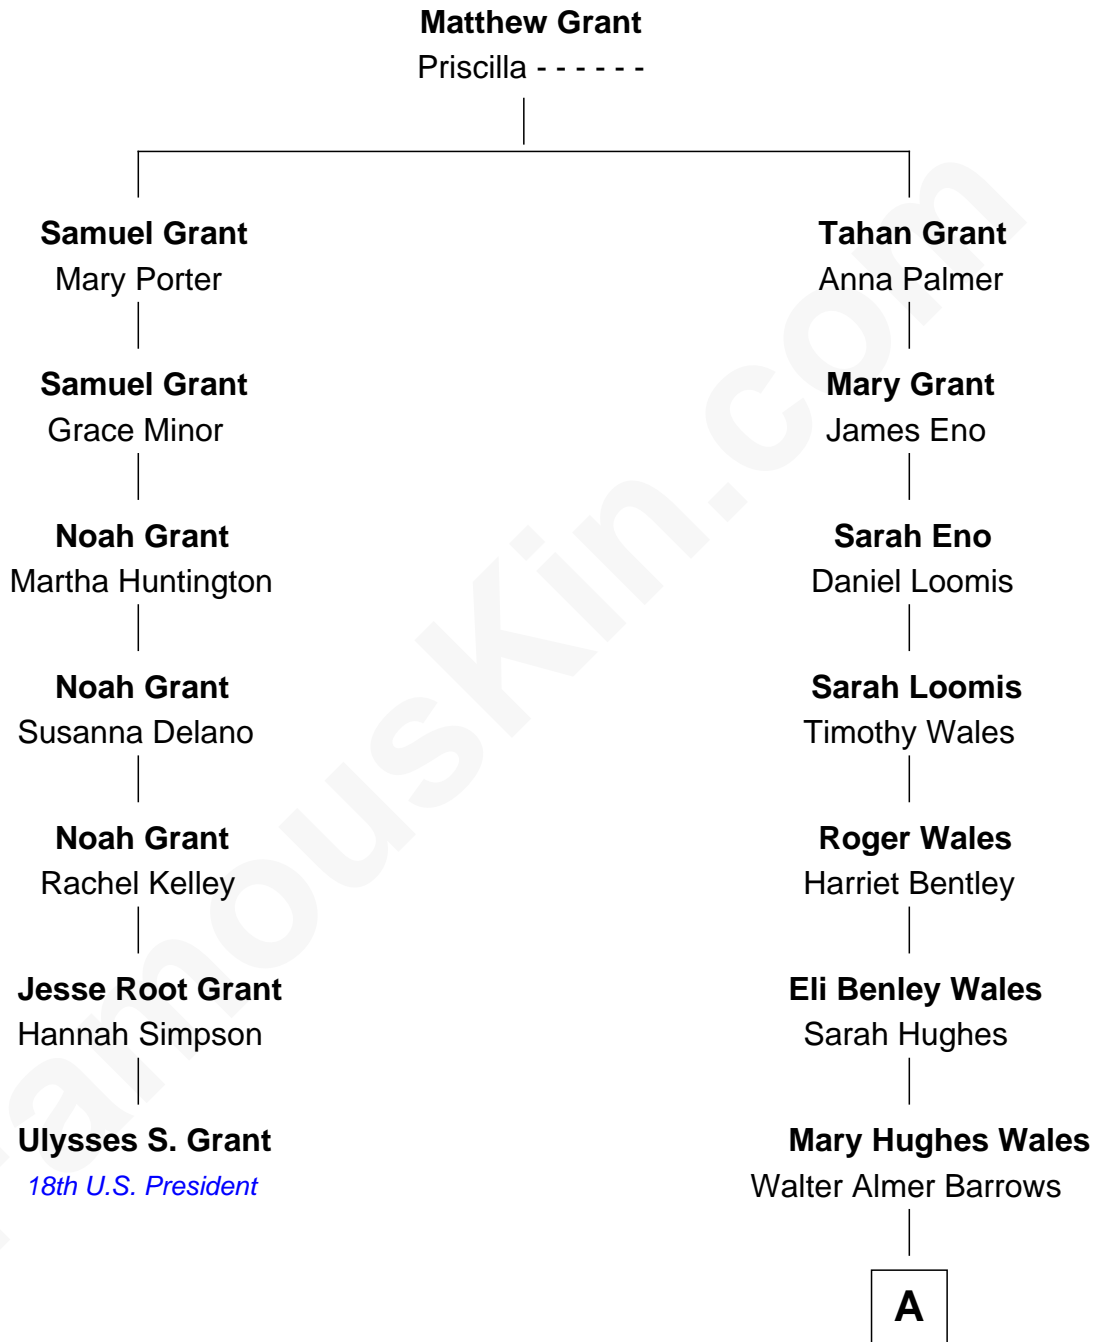 Matthew Grant
Priscilla - - - - - -
Samuel Grant
Mary Porter
Tahan Grant
Anna Palmer
Samuel Grant
Grace Minor
Mary Grant
James Eno
Noah Grant
Martha Huntington
Sarah Eno
Daniel Loomis
Noah Grant
Susanna Delano
Sarah Loomis
Timothy Wales
Noah Grant
Rachel Kelley
Roger Wales
Harriet Bentley
Jesse Root Grant
Hannah Simpson
Eli Benley Wales
Sarah Hughes
Ulysses S. Grant
18th U.S. President
Mary Hughes Wales
Walter Almer Barrows
A
FamousKin.com